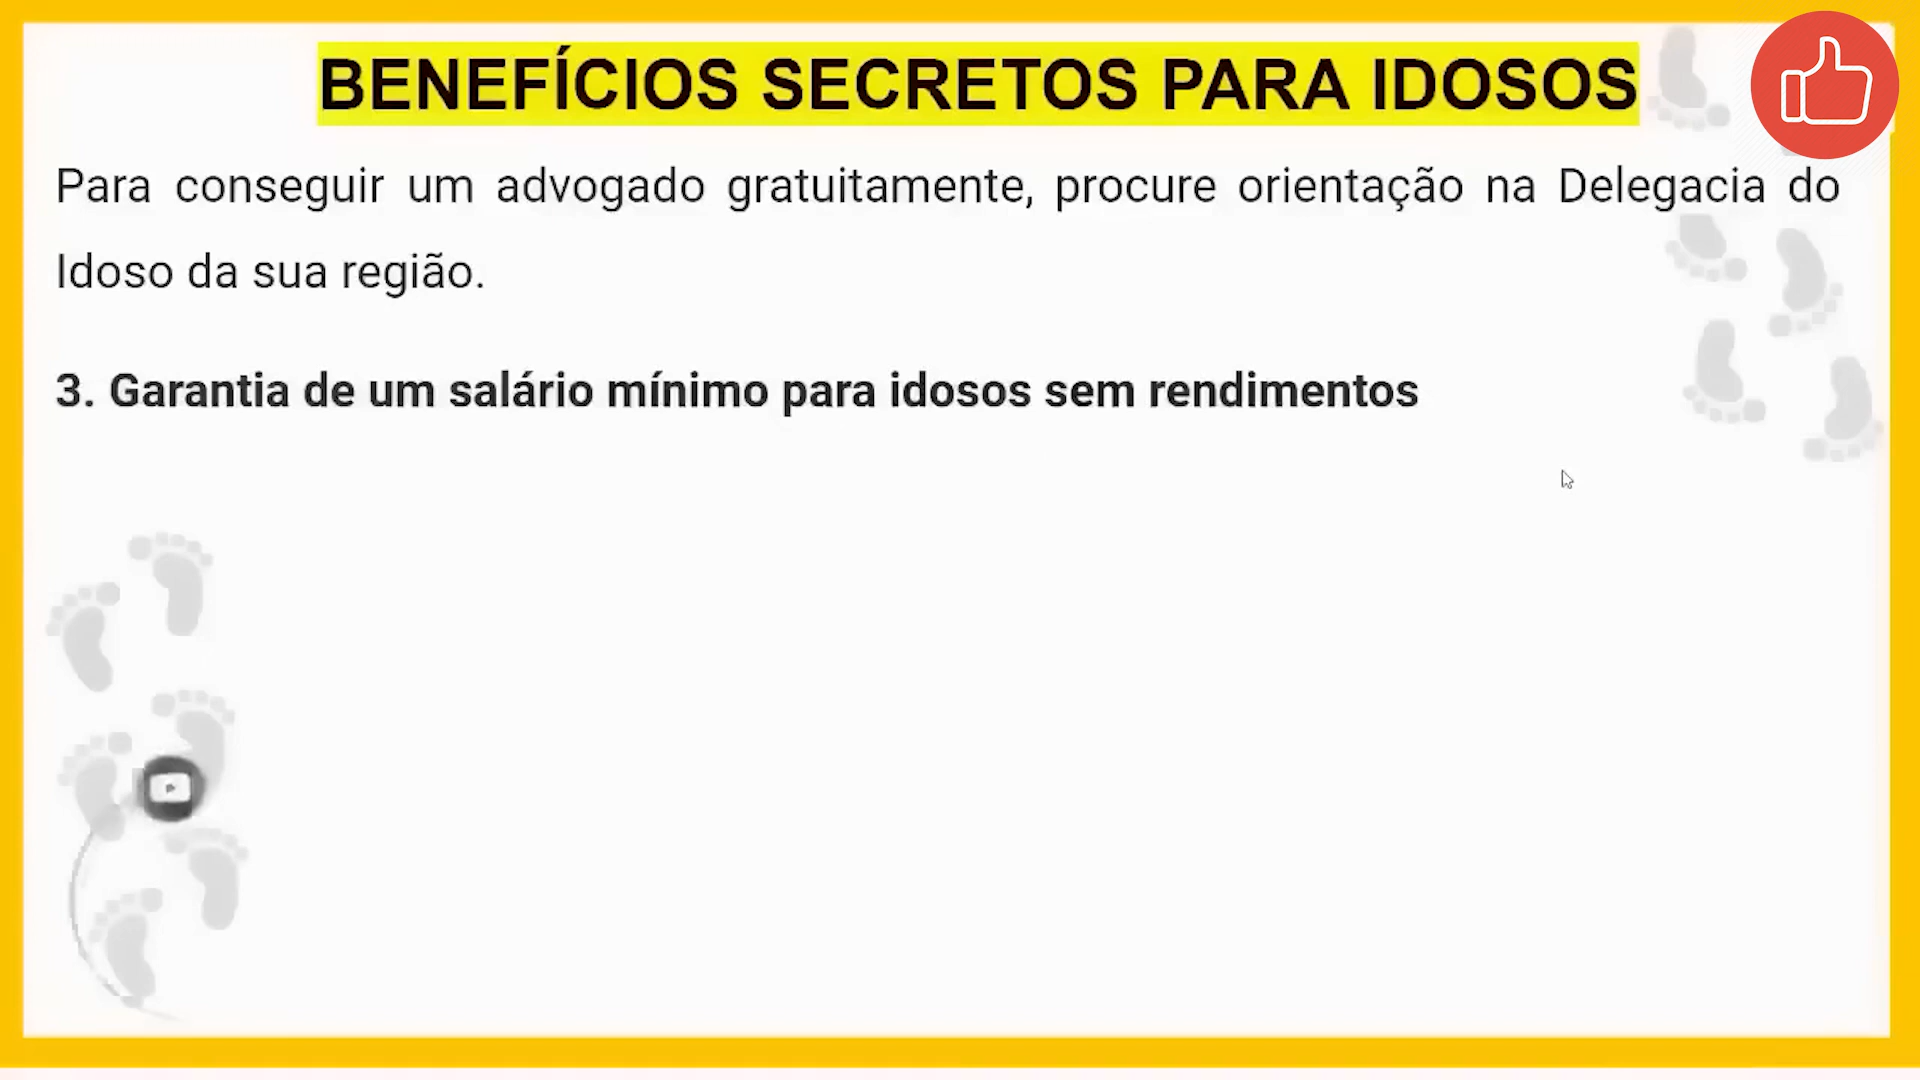 BENEFÍCIOS SECRETOS PARA IDOSOS
Para conseguir um advogado gratuitamente, procure orientação na Delegacia do
Idoso da sua região.
3. Garantia de um salário mínimo para idosos sem rendimentos